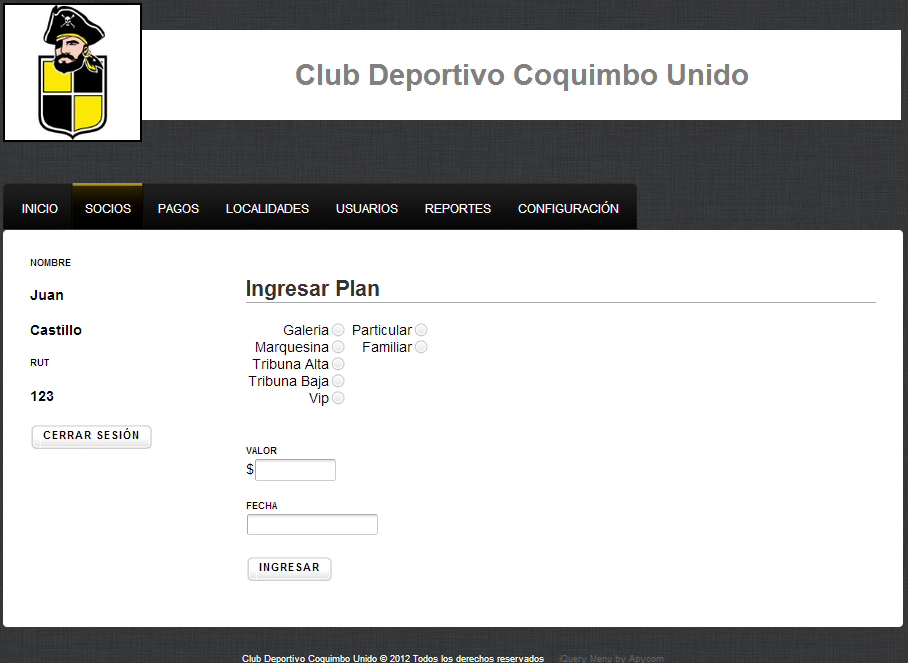 Club Deportivo Coquimbo Unido
INICIO SOCIOS PAGOS LOCALIDADES USUARIOS REPORTES CONFIGURACIÓN
NOMBRE
Juan
Castillo
RUT
123
CERRAR SESIÓN
Ingresar Plan
Galeria Particular
Marquesina Familiar
Tribuna Alta
Tribuna Baja
Vip
VALOR
$
FECHA
INGRESAR
Club Deportivo Coquimbo Unido © 2012 Todos los derechos reservados jQuery Menu by Apycom